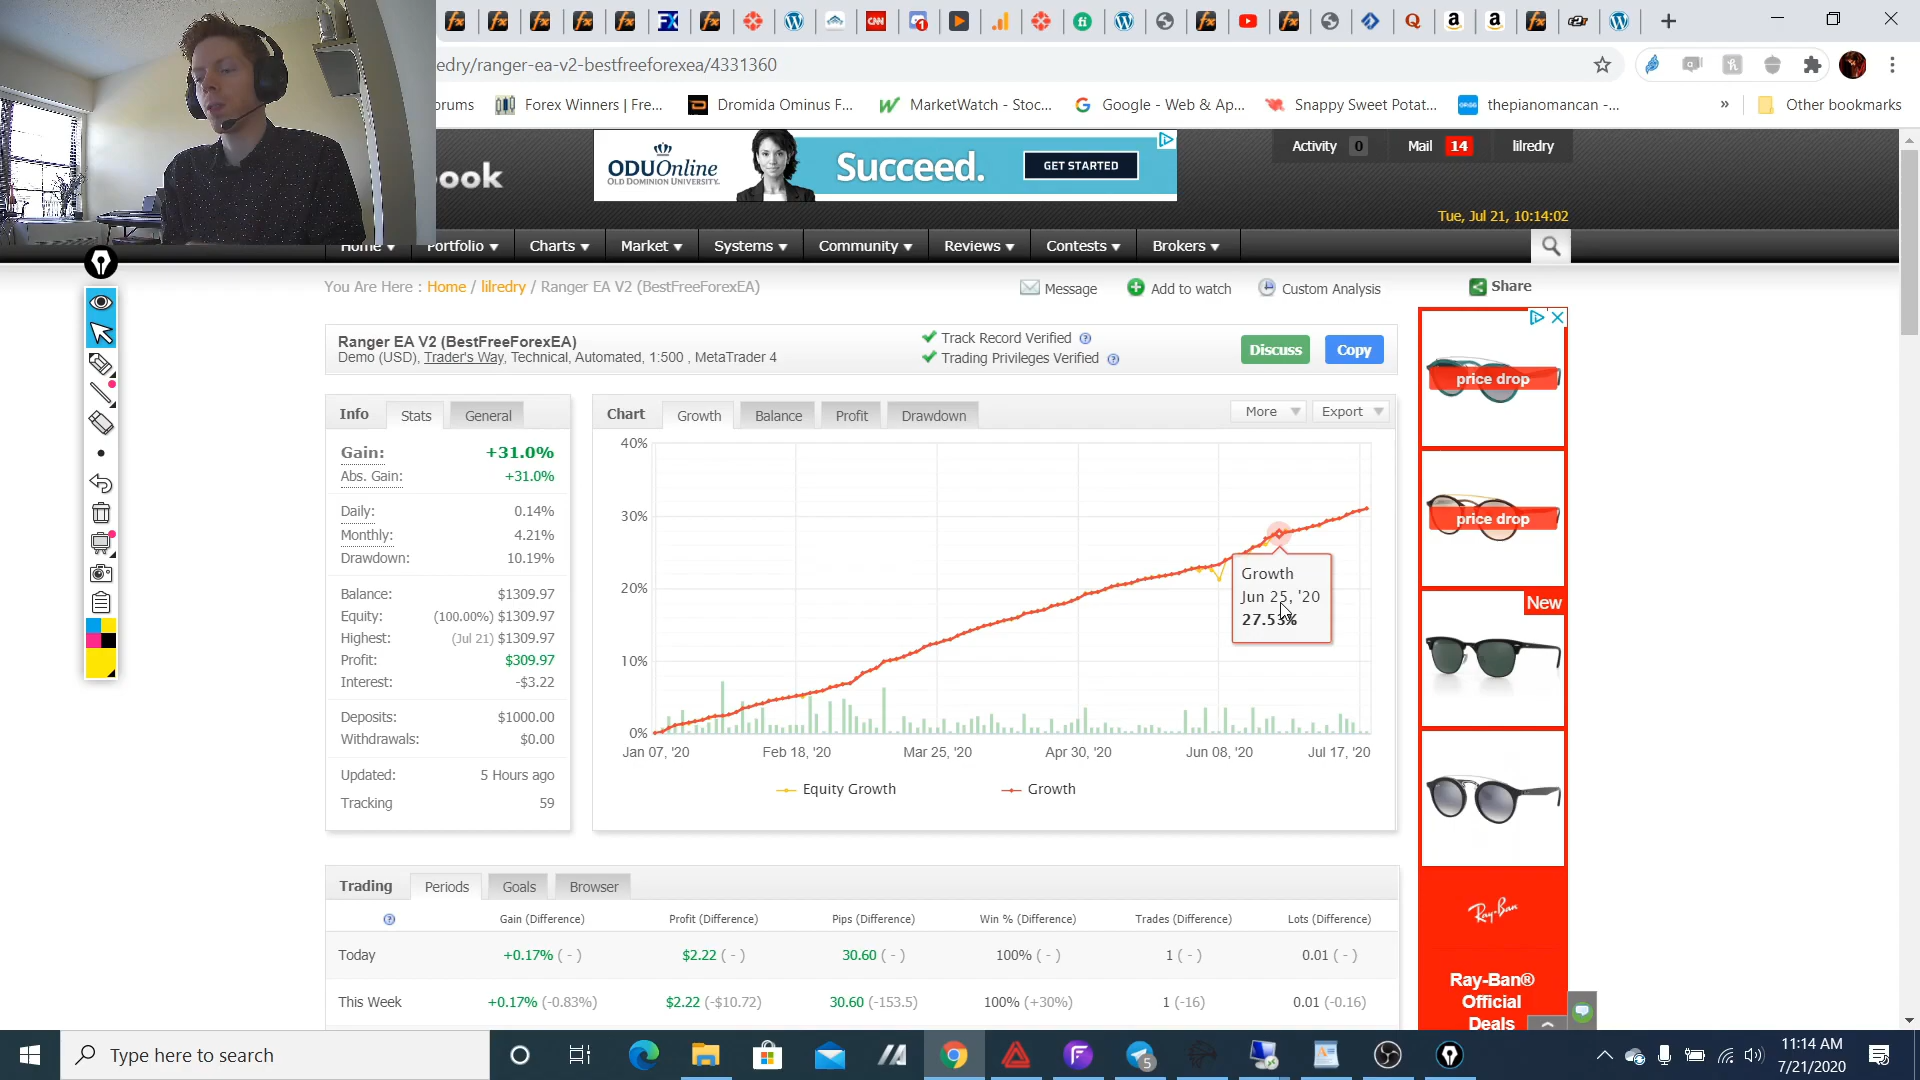 edry/ranger-ea-v2-bestfreeforexea/4331360
orums
Forex Winners | Fre...
Dromida Ominus F...
MarketWatch - Stoc...
Google - Web & Ap...
Snappy Sweet Potat...
thepianomancan -...
»
Other bookmarks
ook
ODUOnline
OLD DOMINION UNIVERSITY.
Succeed.
GET STARTED
Activity 0
Mail 14
lilredry
Tue, Jul 21, 10:14:02
Home
Portfolio
Charts
Market
Systems
Community
Reviews
Contests
Brokers
You Are Here : Home / lilredry / Ranger EA V2 (BestFreeForexEA)
Message
Add to watch
Custom Analysis
Share
Ranger EA V2 (BestFreeForexEA)
Demo (USD), Trader's Way, Technical, Automated, 1:500 , MetaTrader 4
Track Record Verified
Trading Privileges Verified
Discuss
Copy
Info
Stats
General
Gain: +31.0%
Abs. Gain: +31.0%
Daily: 0.14%
Monthly: 4.21%
Drawdown: 10.19%
Balance: $1309.97
Equity: (100.00%) $1309.97
Highest: (Jul 21) $1309.97
Profit: $309.97
Interest: -$3.22
Deposits: $1000.00
Withdrawals: $0.00
Updated: 5 Hours ago
Tracking 59
Chart
Growth
Balance
Profit
Drawdown
More
Export
40%
30%
20%
10%
0%
Growth
Jun 25, '20
27.53%
Jan 07, '20
Feb 18, '20
Mar 25, '20
Apr 30, '20
Jun 08, '20
Jul 17, '20
Equity Growth
Growth
price drop
price drop
New
Ray-Ban
Ray-Ban®
Official
Deals
Trading
Periods
Goals
Browser
Gain (Difference)
Profit (Difference)
Pips (Difference)
Win % (Difference)
Trades (Difference)
Lots (Difference)
Today +0.17% ( - ) $2.22 ( - ) 30.60 ( - ) 100% ( - ) 1 ( - ) 0.01 ( - )
This Week +0.17% (-0.83%) $2.22 (-$10.72) 30.60 (-153.5) 100% (+30%) 1 (-16) 0.01 (-0.16)
Type here to search
11:14 AM
7/21/2020